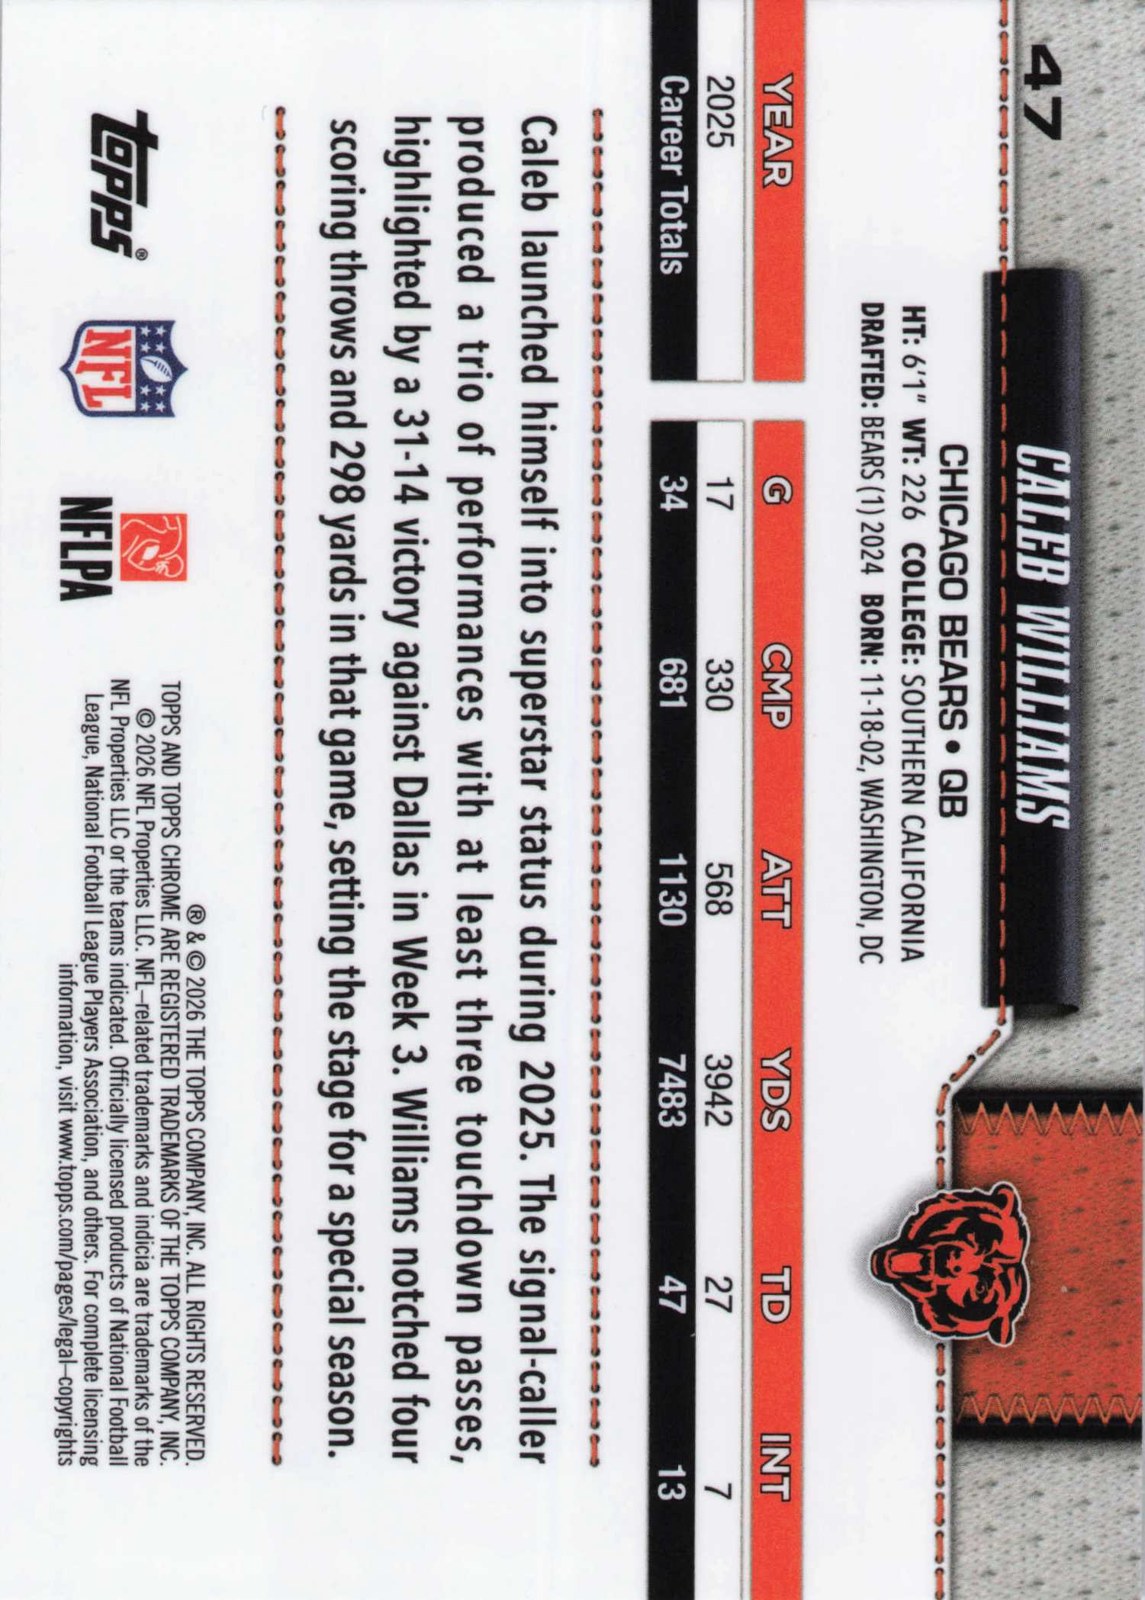 47
CALEB WILLIAMS
CHICAGO BEARS • QB
HT: 6'1" WT: 226 COLLEGE: SOUTHERN CALIFORNIA
DRAFTED: BEARS (1) 2024 BORN: 11-18-02, WASHINGTON, DC
YEAR G CMP ATT YDS TD INT
2025 17 330 568 3942 27 7
Career Totals 34 681 1130 7483 47 13
Caleb launched himself into superstar status during 2025. The signal-caller
produced a trio of performances with at least three touchdown passes,
highlighted by a 31-14 victory against Dallas in Week 3. Williams notched four
scoring throws and 298 yards in that game, setting the stage for a special season.
topps®
NFL
NFLPA
® & © 2026 THE TOPPS COMPANY, INC. ALL RIGHTS RESERVED.
TOPPS AND TOPPS CHROME ARE REGISTERED TRADEMARKS OF THE TOPPS COMPANY, INC.
© 2026 NFL Properties LLC. NFL-related trademarks and indicia are trademarks of the
NFL Properties LLC or the teams indicated. Officially licensed products of National Football
League, National Football League Players Association, and others. For complete licensing
information, visit www.topps.com/pages/legal-copyrights